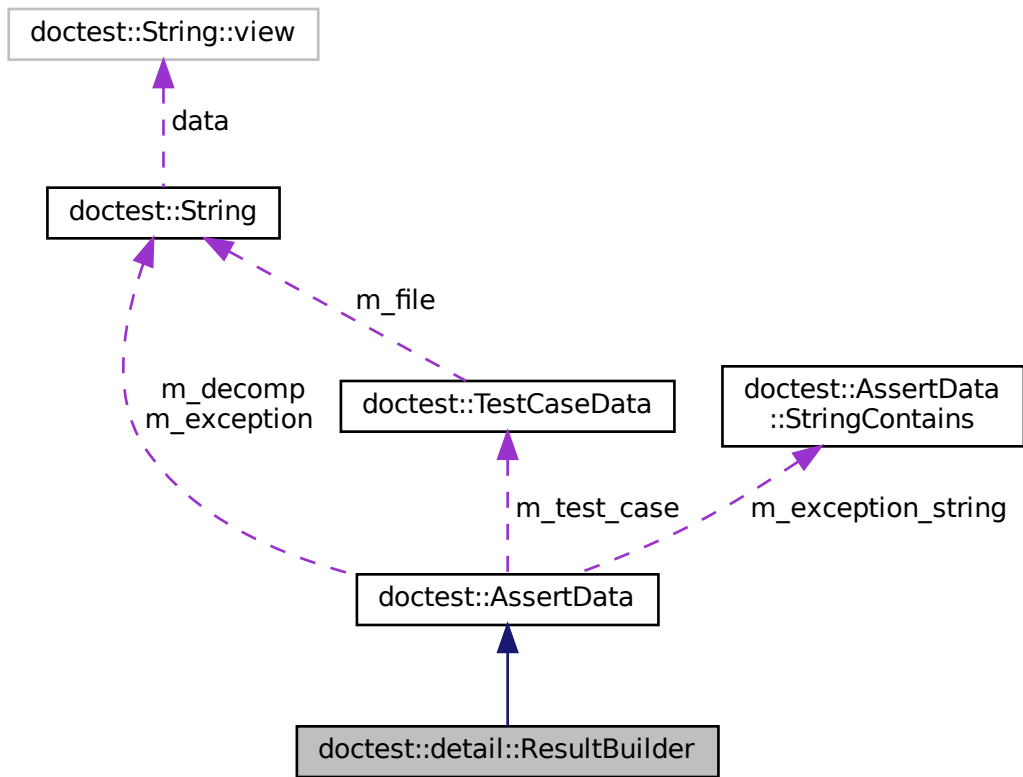 doctest::String::view
data
doctest::String
m_file
m_decomp
m_exception
doctest::TestCaseData
doctest::AssertData
::StringContains
m_test_case
m_exception_string
doctest::AssertData
doctest::detail::ResultBuilder